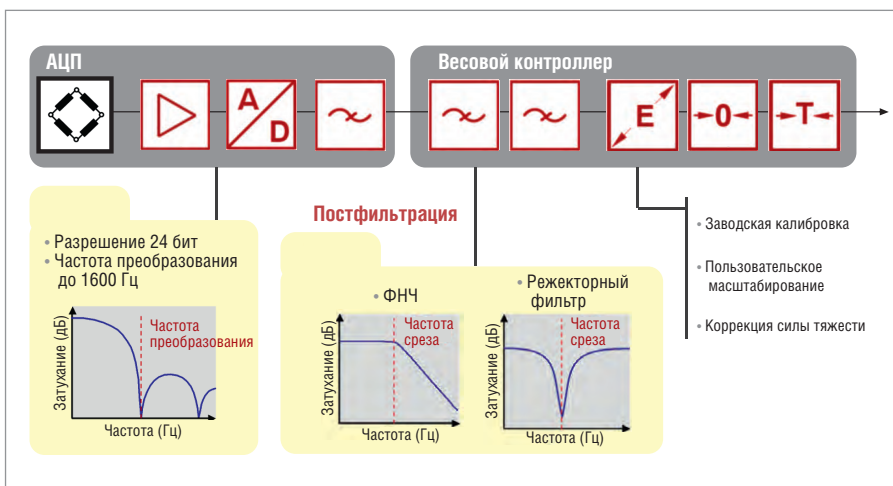 АЦП
Весовой контроллер
A
D
E
0
T
• Разрешение 24 бит
• Частота преобразования
до 1600 Гц
Затухание (дБ)
Частота
преобразования
Частота (Гц)
Постфильтрация
• ФНЧ
Затухание (дБ)
Частота
среза
Частота (Гц)
• Режекторный
фильтр
Затухание (дБ)
Частота
среза
Частота (Гц)
• Заводская калибровка
• Пользовательское
масштабирование
• Коррекция силы тяжести